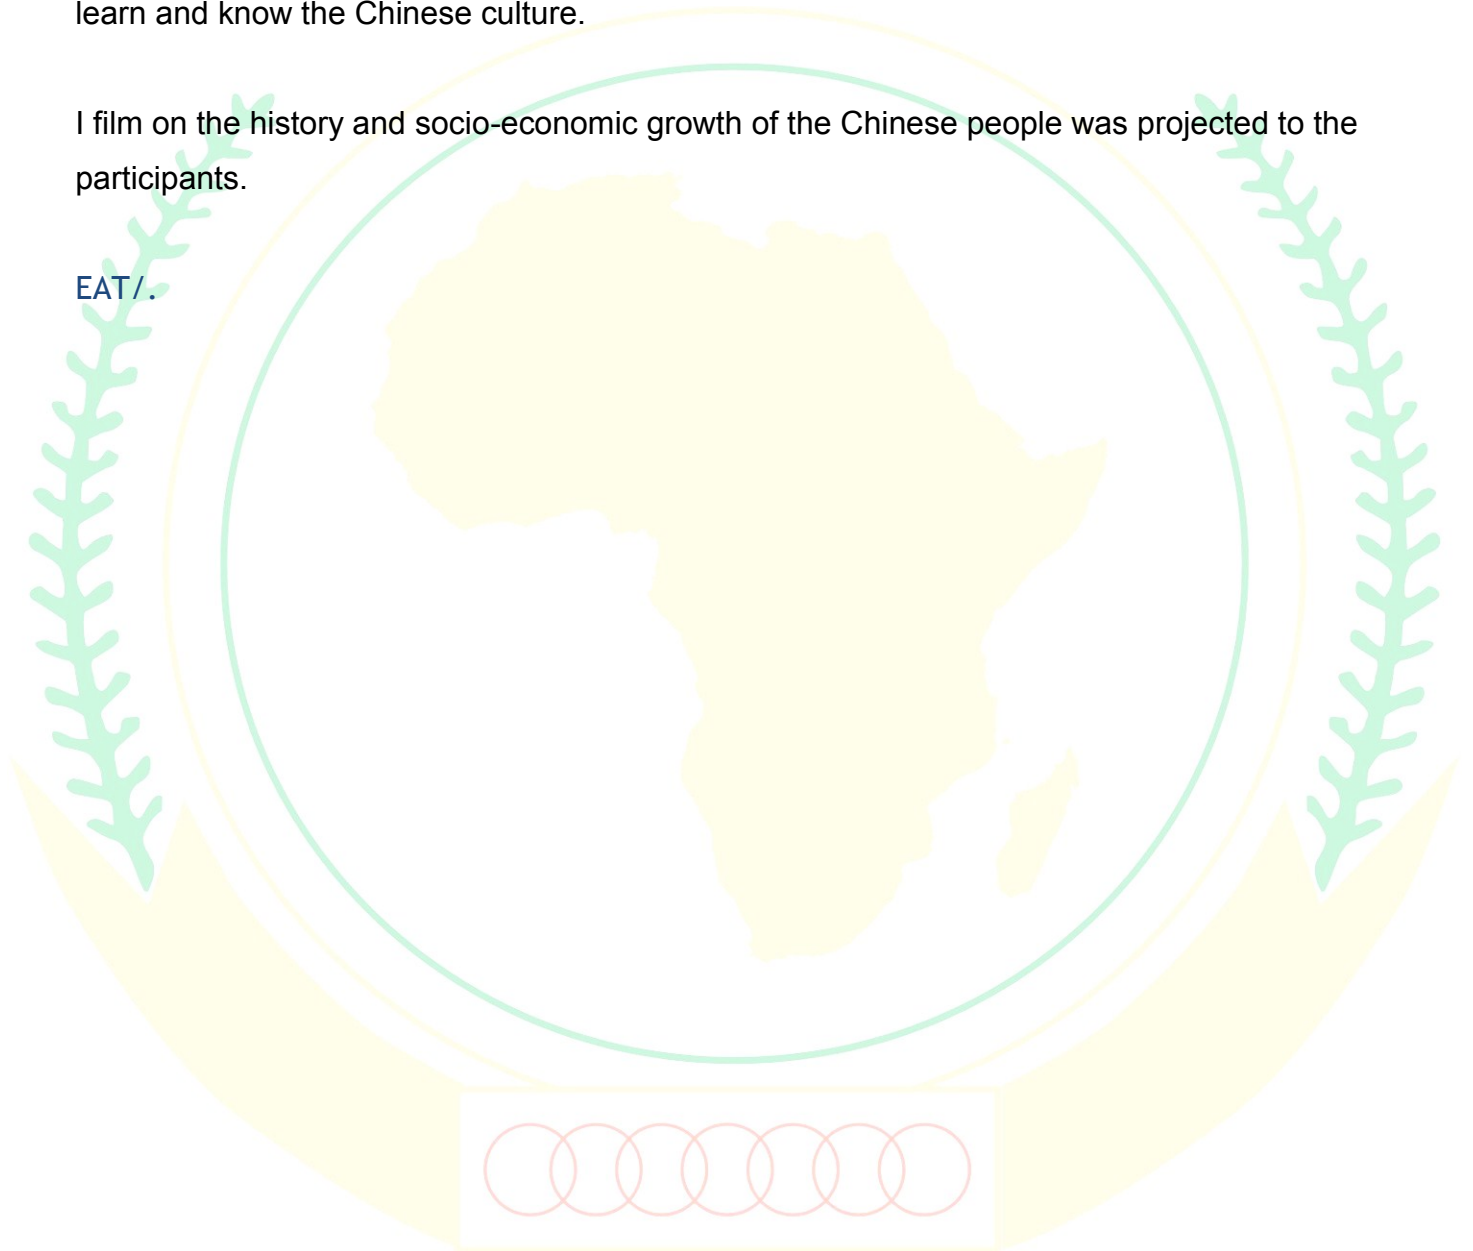 learn and know the Chinese culture.
I film on the history and socio-economic growth of the Chinese people was projected to the
participants.
EAT/.